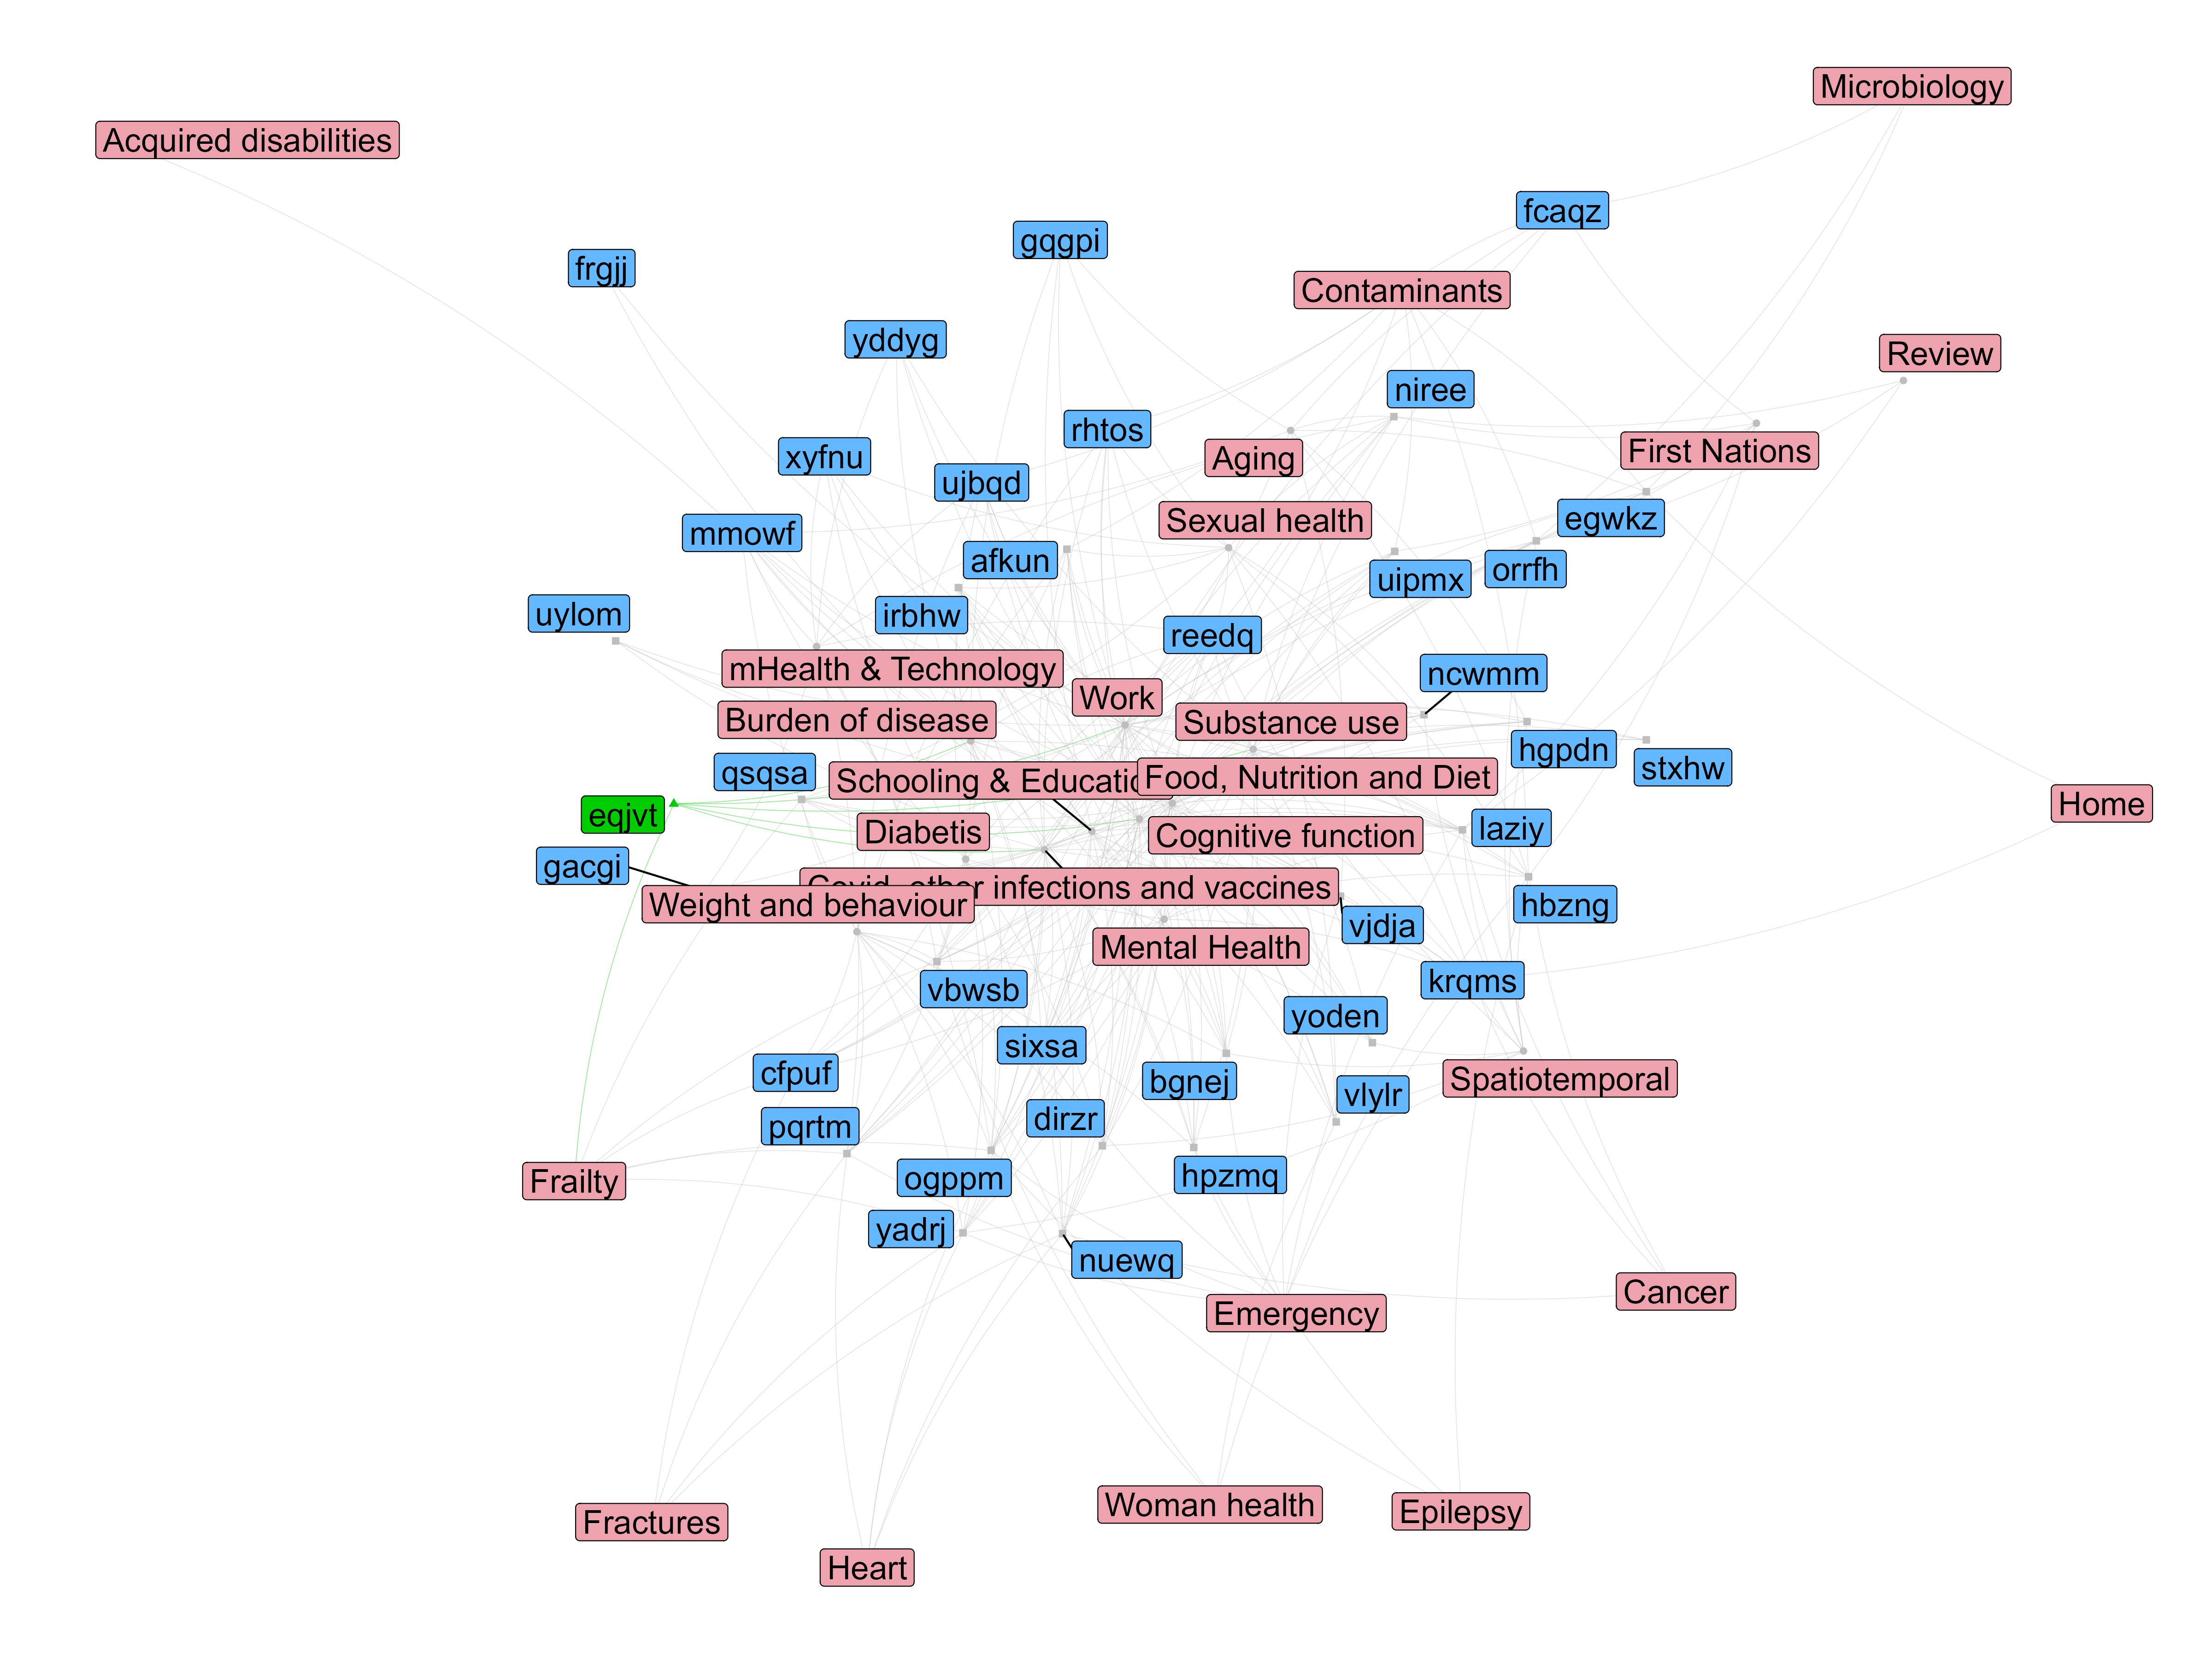 Microbiology
Acquired disabilities
fcaqz
gqgpi
frgjj
Contaminants
yddyg
Review
niree
rhtos
xyfnu
Aging
First Nations
ujbqd
Sexual health
egwkz
mmowf
afkun
orrfh
uipmx
uylom
irbhw
reedq
mHealth & Technology
ncwmm
Work
Burden of disease
Substance use
hgpdn
stxhw
qsqsa
Schooling & Educatio
Food, Nutrition and Diet
Home
eqjvt
Diabetis
Cognitive function
laziy
gacgi
Covid, other infections and vaccines
Weight and behaviour
hbzng
vjdja
Mental Health
krqms
vbwsb
yoden
sixsa
cfpuf
bgnej
Spatiotemporal
vlylr
dirzr
pqrtm
Frailty
ogppm
hpzmq
yadrj
nuewq
Cancer
Emergency
Woman health
Epilepsy
Fractures
Heart